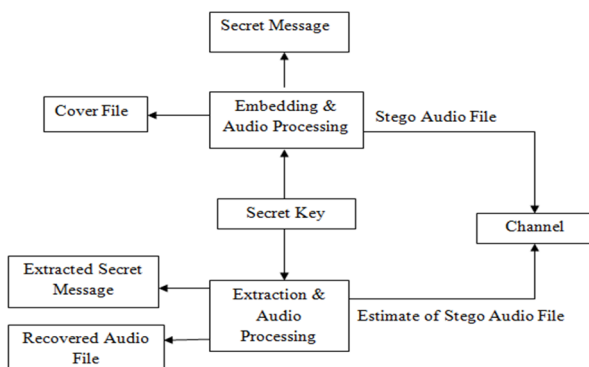 Secret Message
Cover File
Embedding &
Audio Processing
Stego Audio File
Secret Key
Channel
Extracted Secret
Message
Extraction &
Audio
Processing
Estimate of Stego Audio File
Recovered Audio
File